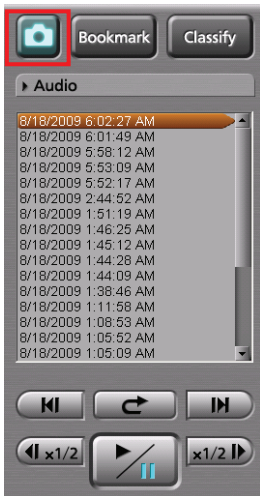 Bookmark Classify
Audio
8/18/2009 6:02:27 AM
8/18/2009 6:01:49 AM
8/18/2009 5:58:12 AM
8/18/2009 5:53:09 AM
8/18/2009 5:52:17 AM
8/18/2009 2:44:52 AM
8/18/2009 1:51:19 AM
8/18/2009 1:46:25 AM
8/18/2009 1:45:12 AM
8/18/2009 1:44:28 AM
8/18/2009 1:44:09 AM
8/18/2009 1:38:46 AM
8/18/2009 1:11:58 AM
8/18/2009 1:08:53 AM
8/18/2009 1:05:52 AM
8/18/2009 1:05:09 AM
x1/2 x1/2